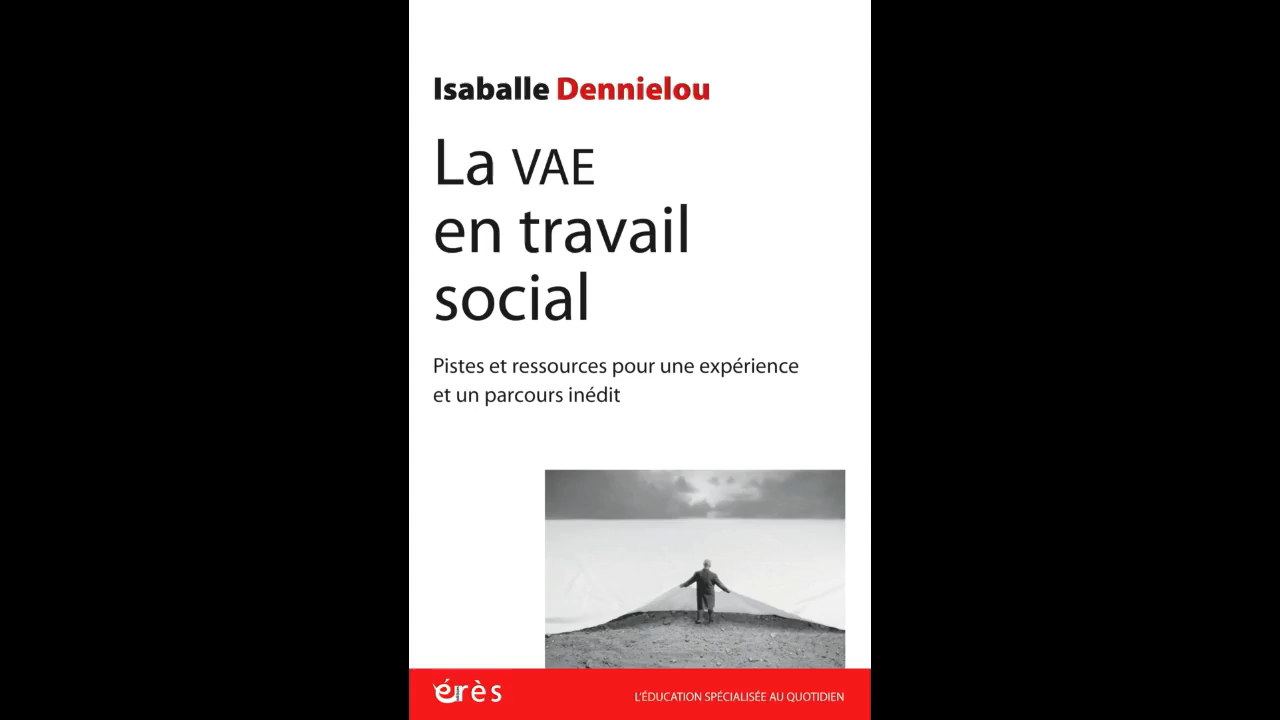 Isaballe Dennielou
La VAE
en travail
social
Pistes et ressources pour une expérience
et un parcours inédit
érès
L'ÉDUCATION SPÉCIALISÉE AU QUOTIDIEN